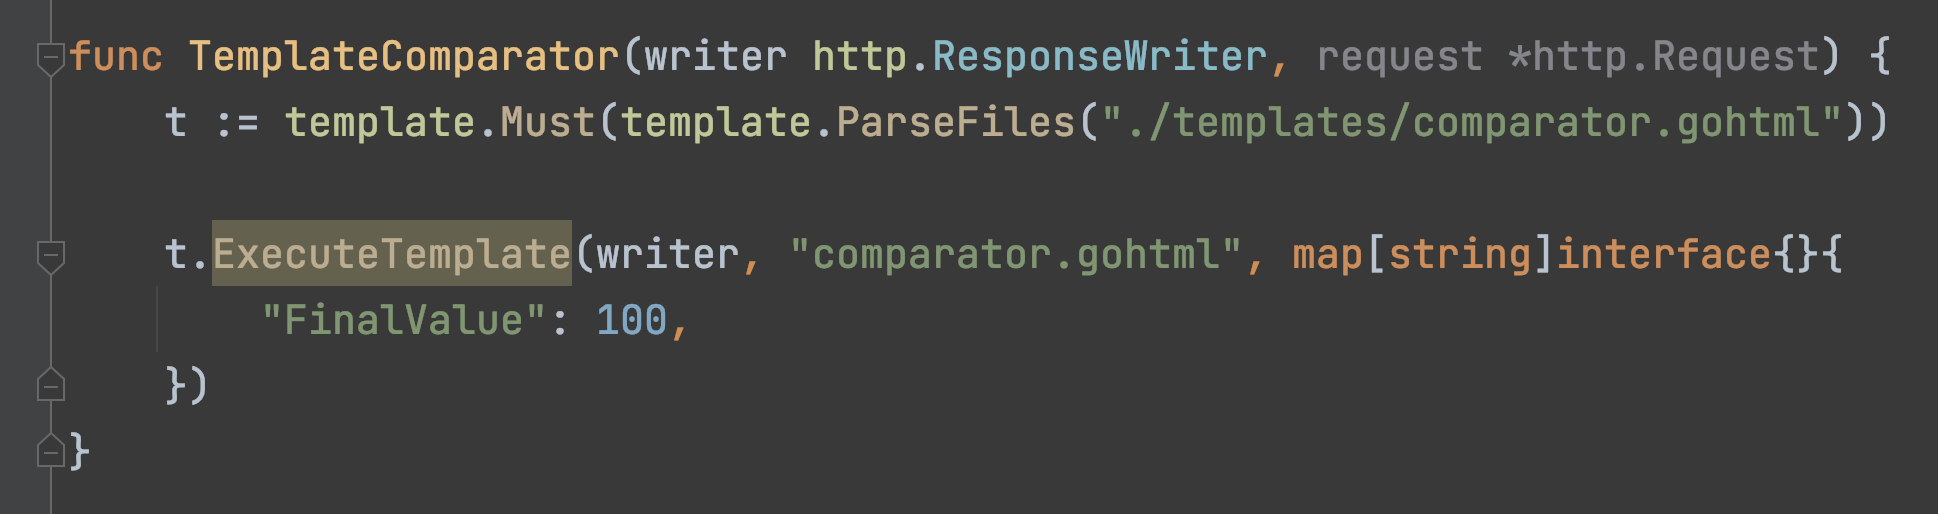 func TemplateComparator(writer http.ResponseWriter, request *http.Request) {
    t := template.Must(template.ParseFiles("./templates/comparator.gohtml"))
    t.ExecuteTemplate(writer, "comparator.gohtml", map[string]interface{}{
        "FinalValue": 100,
    })
}